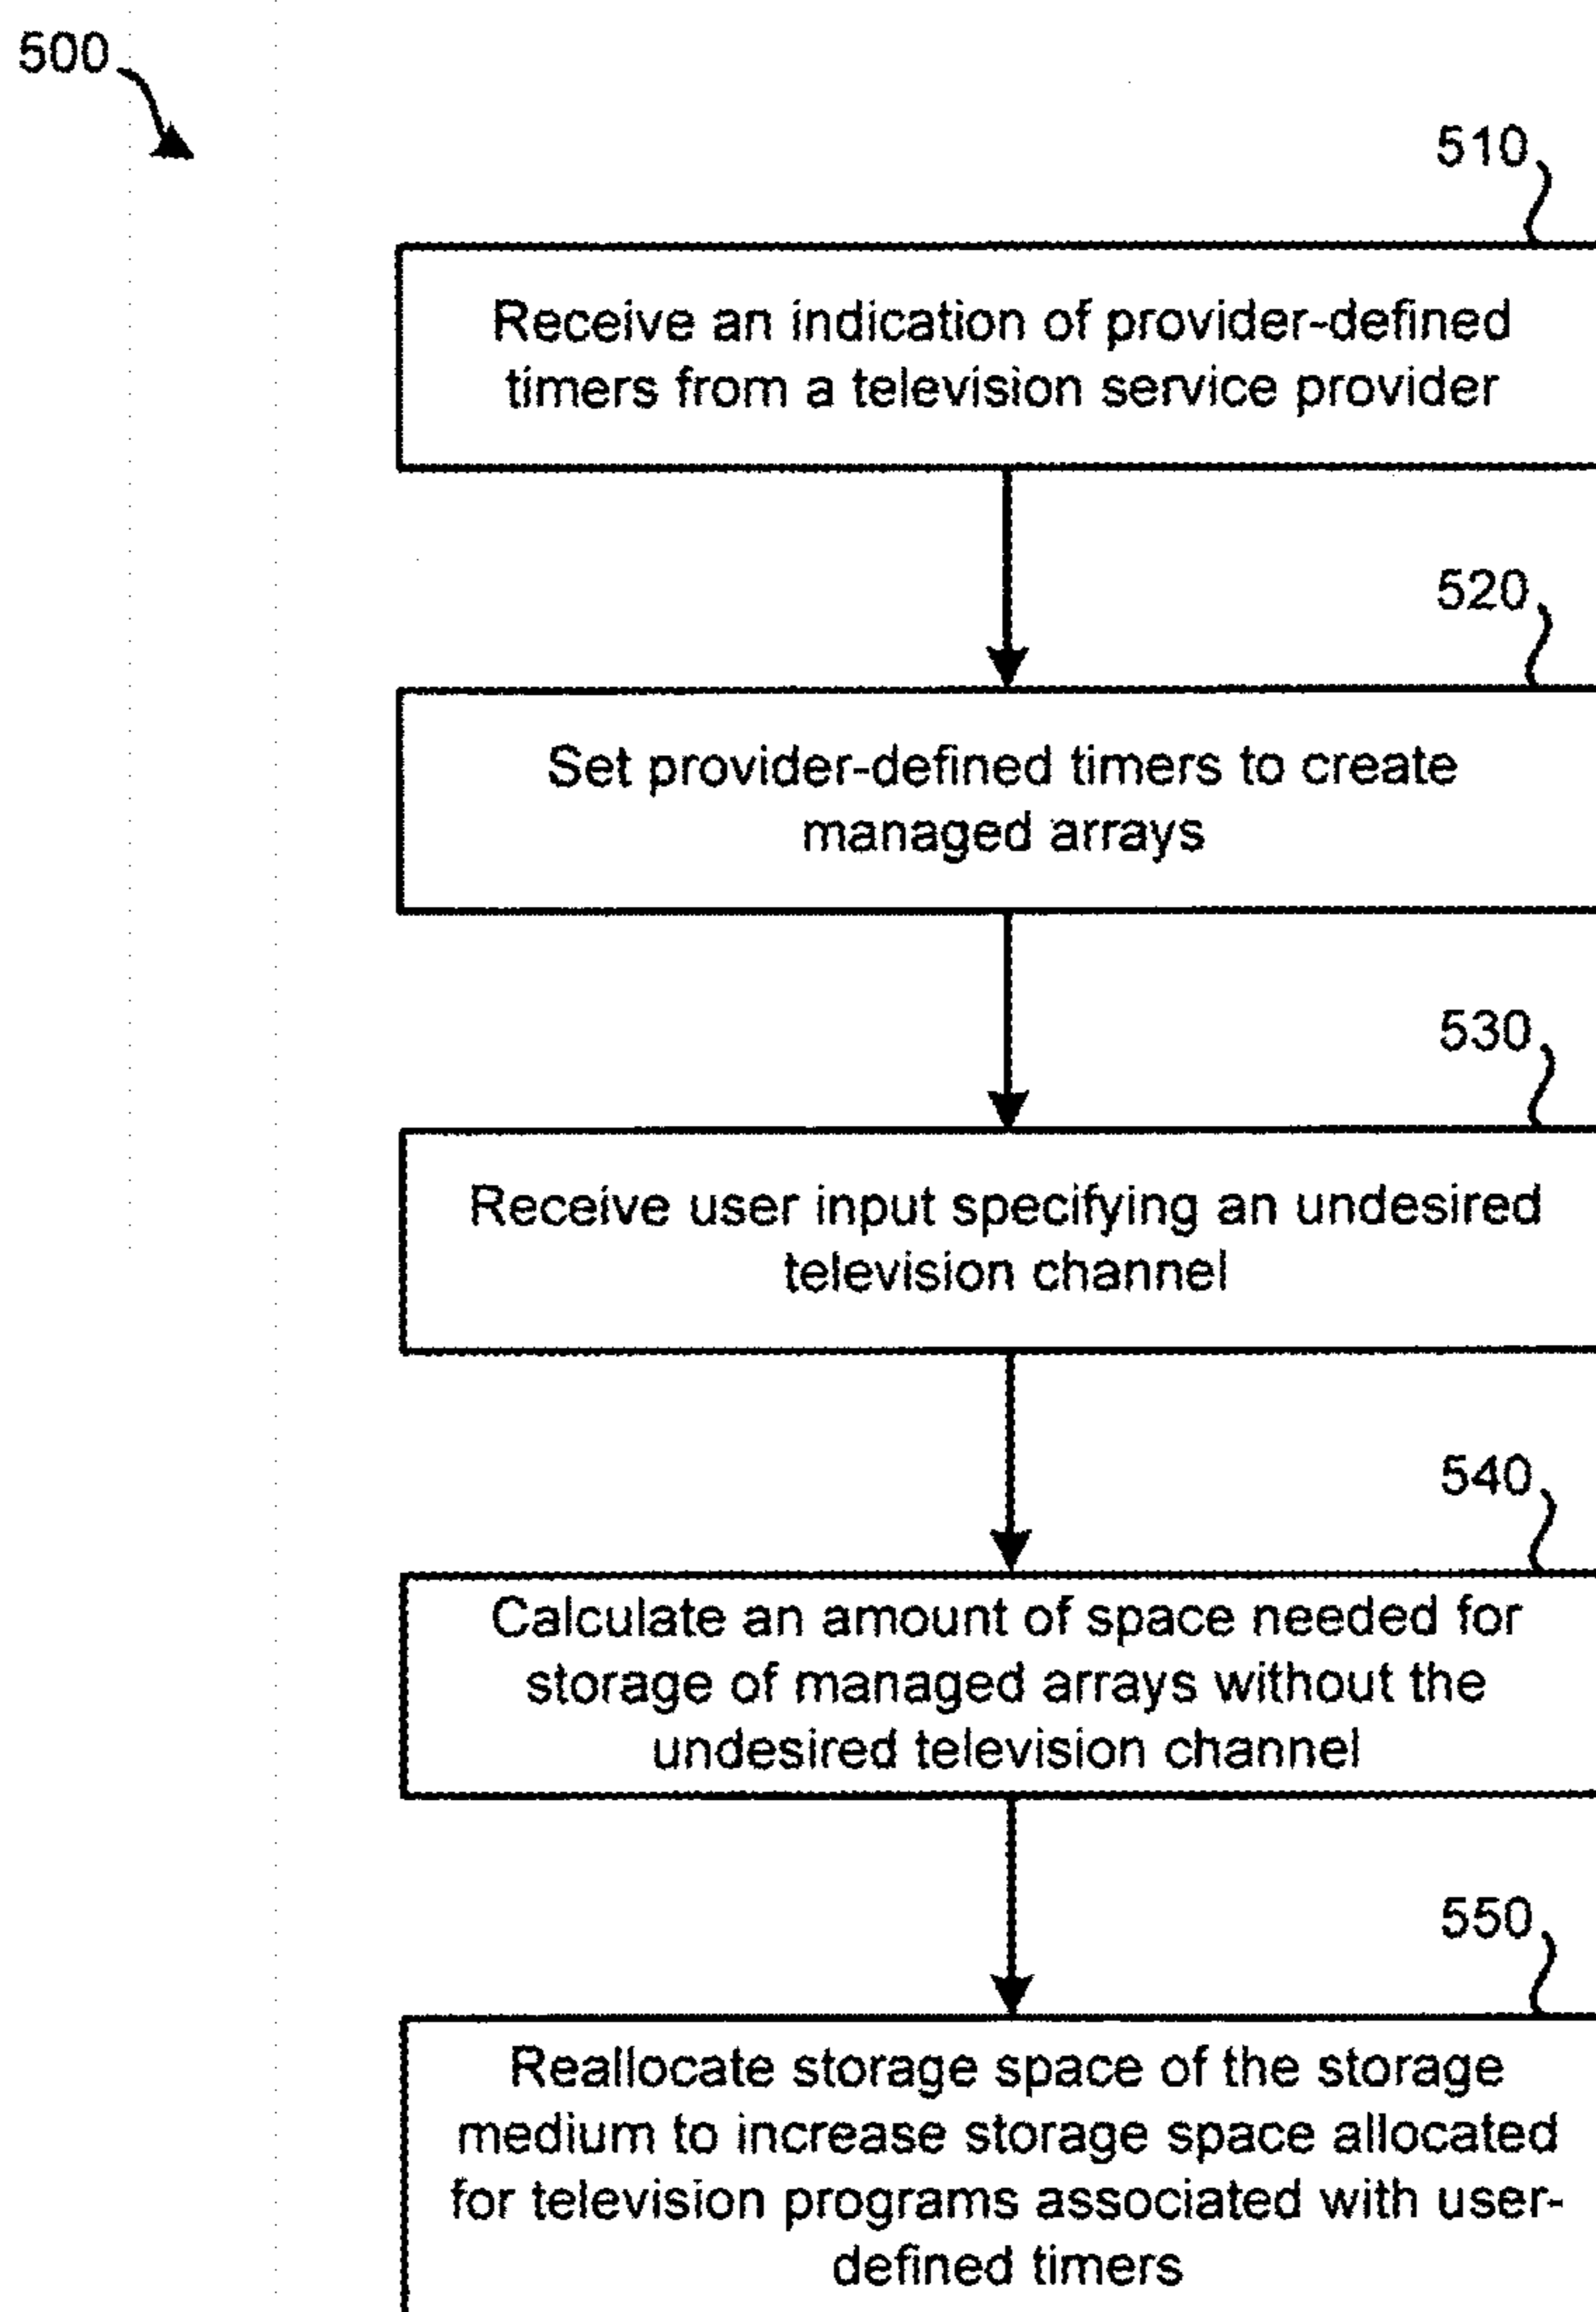 500
510
Receive an indication of provider-defined
timers from a television service provider
520
Set provider-defined timers to create
managed arrays
530
Receive user input specifying an undesired
television channel
540
Calculate an amount of space needed for
storage of managed arrays without the
undesired television channel
550
Reallocate storage space of the storage
medium to increase storage space allocated
for television programs associated with user-
defined timers